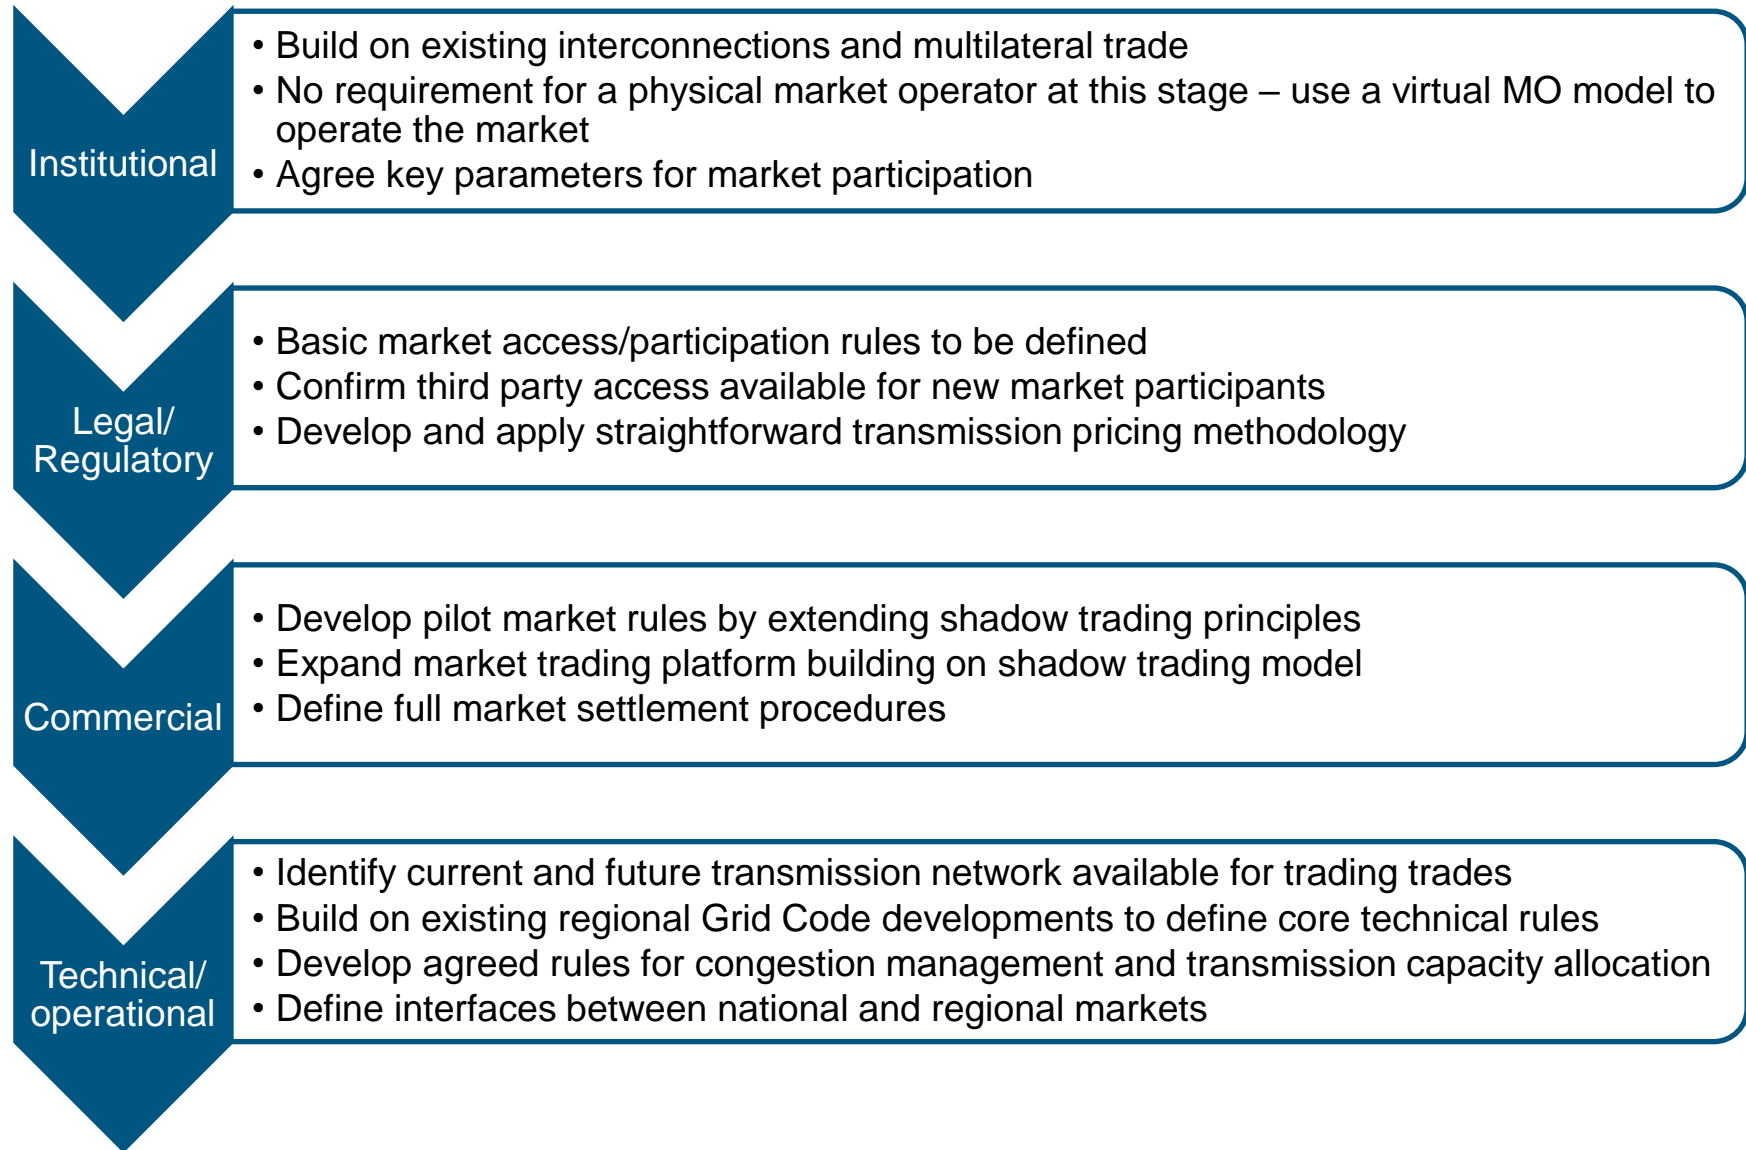 Institutional
• Build on existing interconnections and multilateral trade
• No requirement for a physical market operator at this stage – use a virtual MO model to
operate the market
• Agree key parameters for market participation
Legal/
Regulatory
• Basic market access/participation rules to be defined
• Confirm third party access available for new market participants
• Develop and apply straightforward transmission pricing methodology
Commercial
• Develop pilot market rules by extending shadow trading principles
• Expand market trading platform building on shadow trading model
• Define full market settlement procedures
Technical/
operational
• Identify current and future transmission network available for trading trades
• Build on existing regional Grid Code developments to define core technical rules
• Develop agreed rules for congestion management and transmission capacity allocation
• Define interfaces between national and regional markets